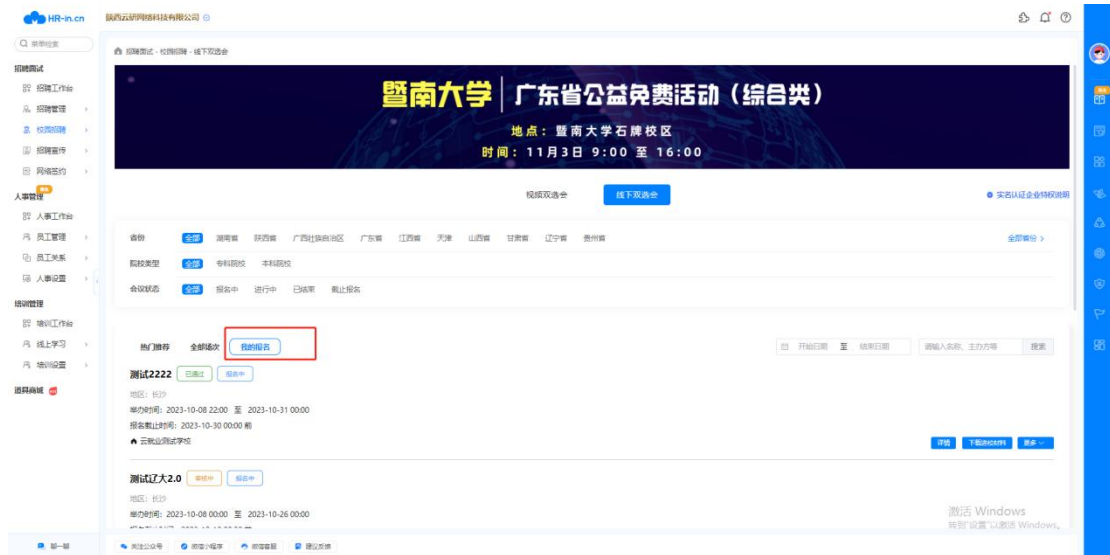 HR-in.cn
陕西云研网络科技有限公司
菜单检索
招聘面试 - 校园招聘 - 线下双选会
招聘面试
招聘工作台
招聘管理
校园招聘
招聘宣传
网络签约
人事管理
人事工作台
员工管理
员工关系
人事设置
培训管理
培训工作台
线上学习
培训设置
道具商城
聊一聊
暨南大学 广东省公益免费活动（综合类）
地点：暨南大学石牌校区
时间：11月3日 9:00 至 16:00
视频双选会 线下双选会 实名认证企业特权说明
省份 全部 湖南省 陕西省 广西壮族自治区 广东省 江西省 天津 山西省 甘肃省 辽宁省 贵州省 全部省份
院校类型 全部 专科院校 本科院校
会议状态 全部 报名中 进行中 已结束 截止报名
热门推荐 全部场次 我的报名 开始日期 至 结束日期 请输入名称、主办方等 搜索
测试2222 已通过 报名中
地区：长沙
举办时间：2023-10-08 22:00 至 2023-10-31 00:00
报名截止时间：2023-10-30 00:00 前
云就业测试学校 详情 下载进校材料 更多
测试辽大2.0 审核中 报名中
地区：长沙
举办时间：2023-10-08 00:00 至 2023-10-26 00:00
激活 Windows
转到"设置"以激活 Windows。
关注公众号 微信小程序 微信客服 建议反馈